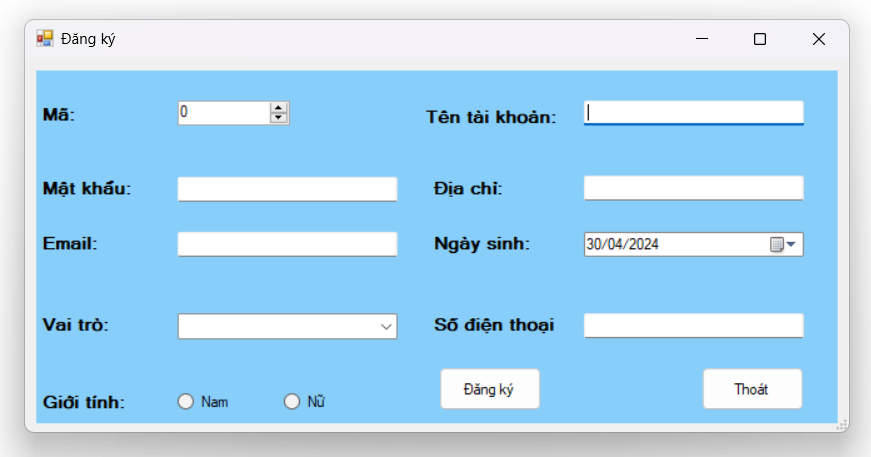 Đăng ký
Mã: 0 Tên tài khoản:
Mật khẩu: Địa chỉ:
Email: Ngày sinh: 30/04/2024
Vai trò: Số điện thoại
Giới tính: Nam Nữ Đăng ký Thoát